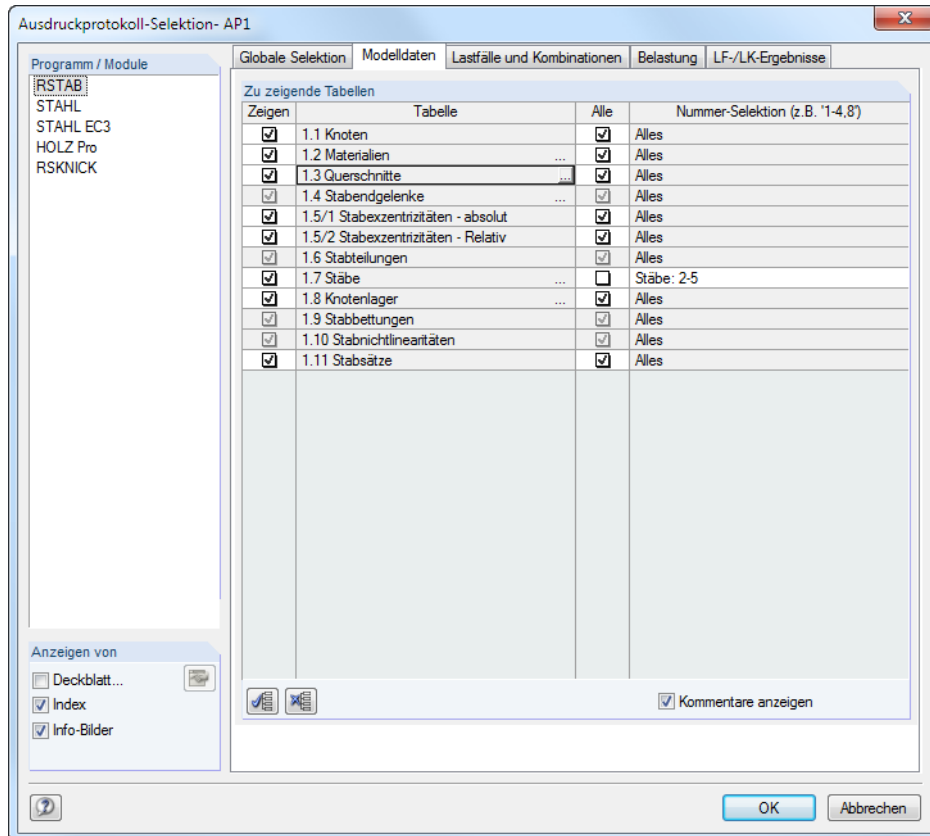 Ausdruckprotokoll-Selektion- AP1
Programm / Module
RSTAB
STAHL
STAHL EC3
HOLZ Pro
RSKNICK
Globale Selektion Modelldaten Lastfälle und Kombinationen Belastung LF-/LK-Ergebnisse
Zu zeigende Tabellen
Zeigen Tabelle Alle Nummer-Selektion (z.B. '1-4,8')
1.1 Knoten Alles
1.2 Materialien ... Alles
1.3 Querschnitte ... Alles
1.4 Stabendgelenke ... Alles
1.5/1 Stabexzentrizitäten - absolut Alles
1.5/2 Stabexzentrizitäten - Relativ Alles
1.6 Stabteilungen Alles
1.7 Stäbe ... Stäbe: 2-5
1.8 Knotenlager ... Alles
1.9 Stabbettungen Alles
1.10 Stabnichtlinearitäten Alles
1.11 Stabsätze Alles
Kommentare anzeigen
Anzeigen von
Deckblatt...
Index
Info-Bilder
OK Abbrechen